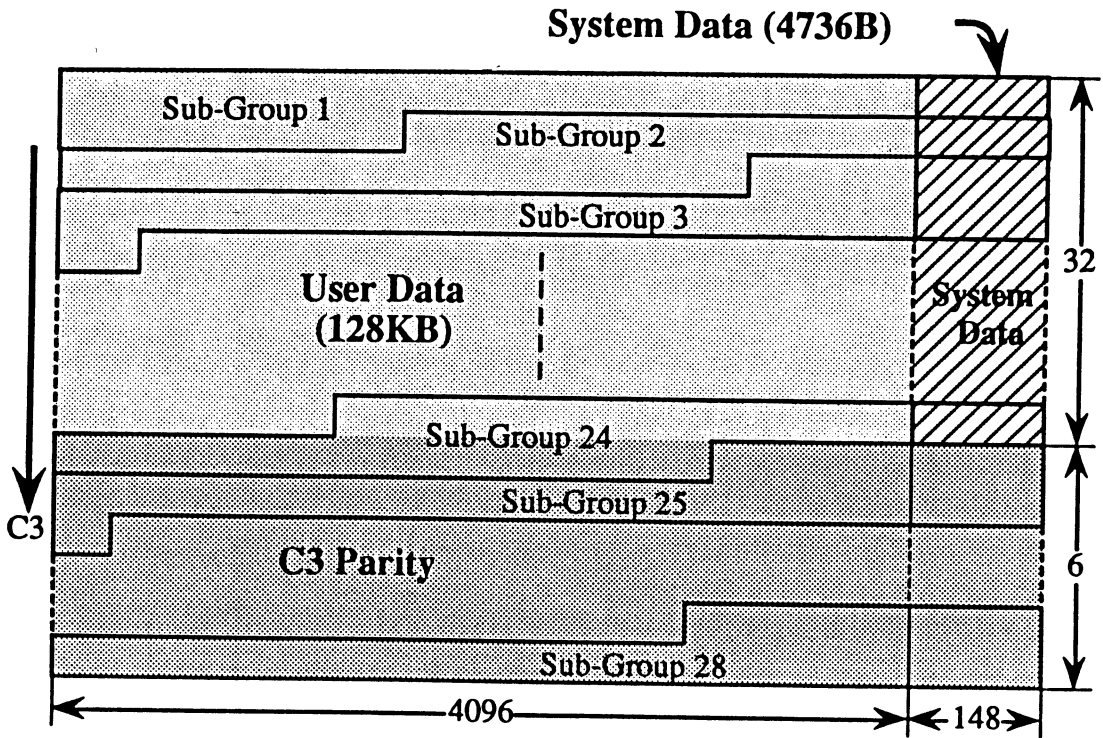 System Data (4736B)
Sub-Group 1
Sub-Group 2
Sub-Group 3
32
User Data
(128KB)
System
Data
Sub-Group 24
Sub-Group 25
C3
C3 Parity
6
Sub-Group 28
4096
148